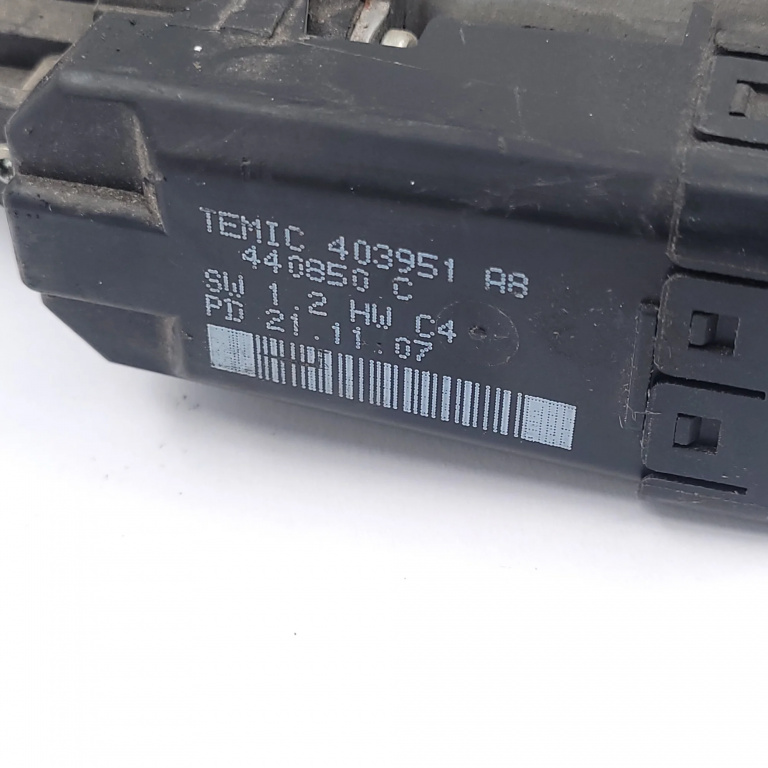 TEMIC 403951 A8
440850 C
SW 1.2 HW C4
PD 21.11.07